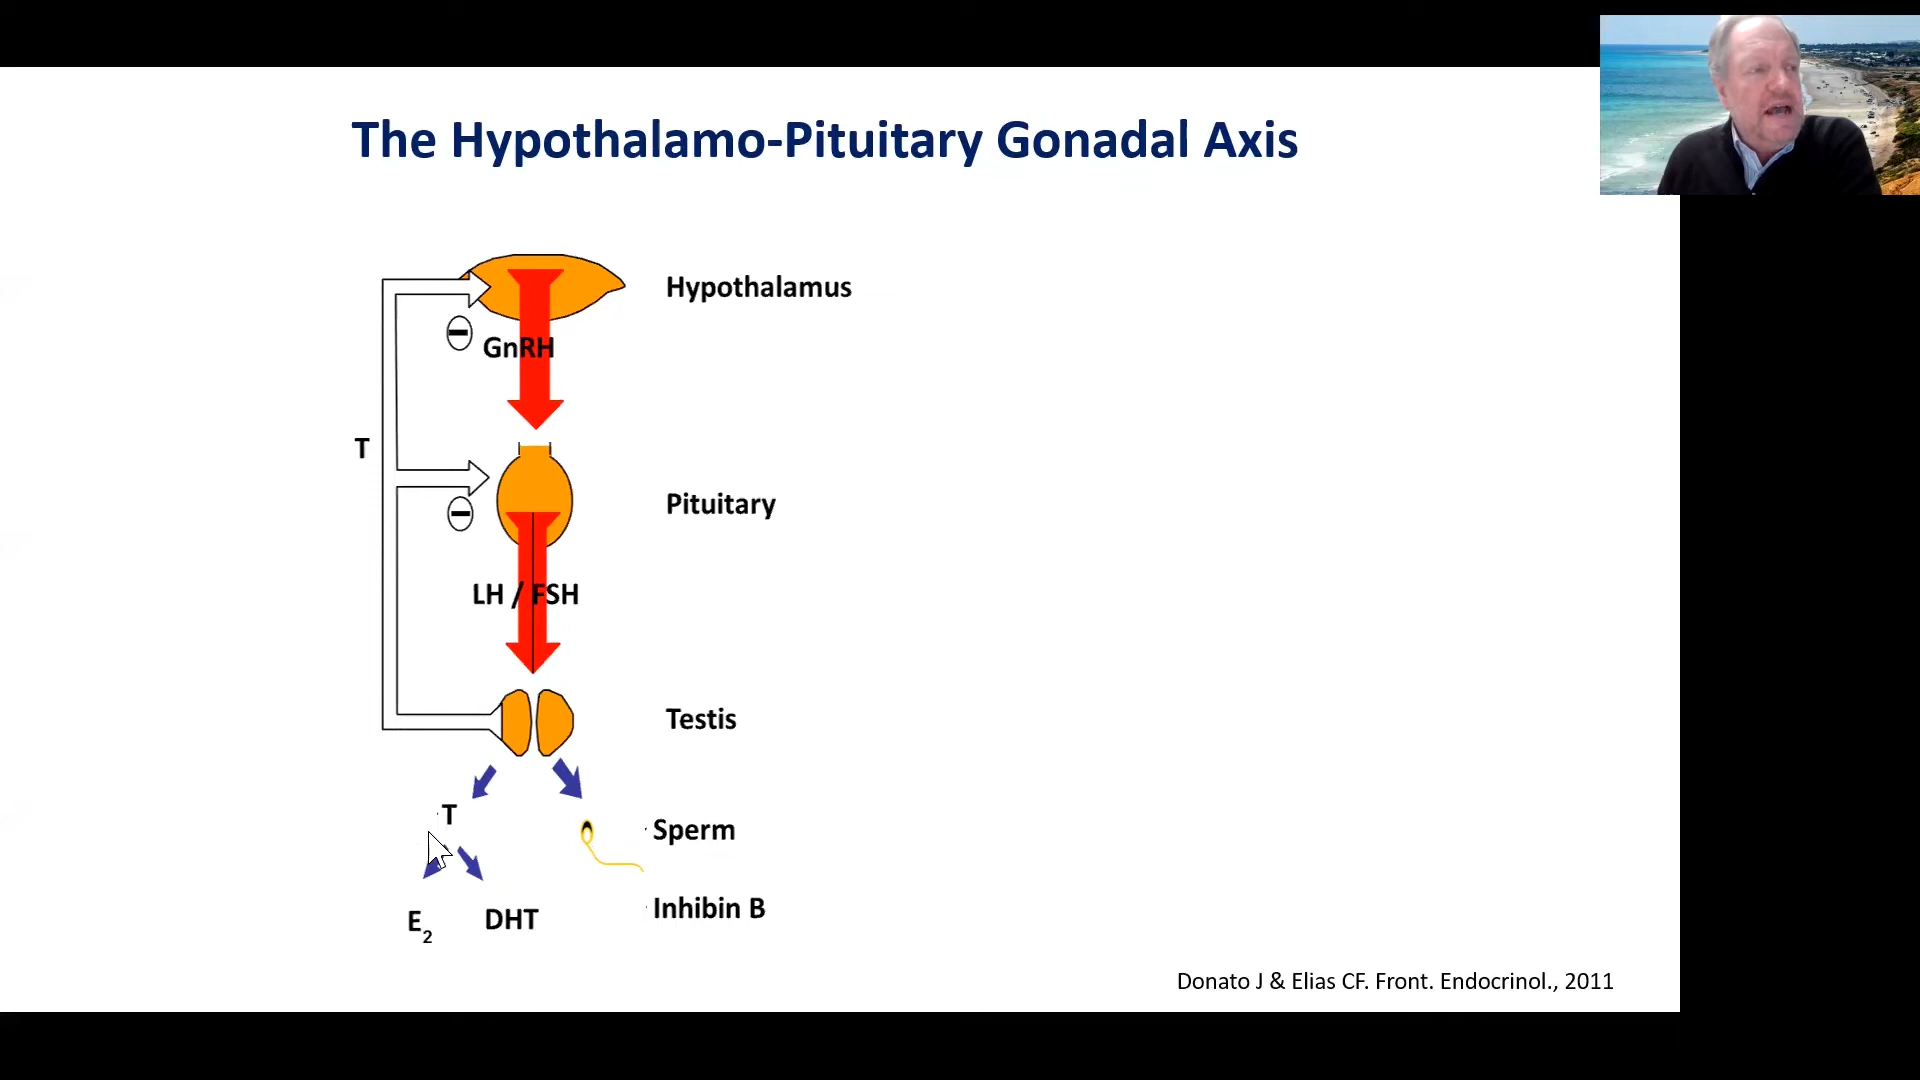 The Hypothalamo-Pituitary Gonadal Axis
Hypothalamus
GnRH
T
Pituitary
LH / FSH
Testis
T
Sperm
E2
DHT
Inhibin B
Donato J & Elias CF. Front. Endocrinol., 2011